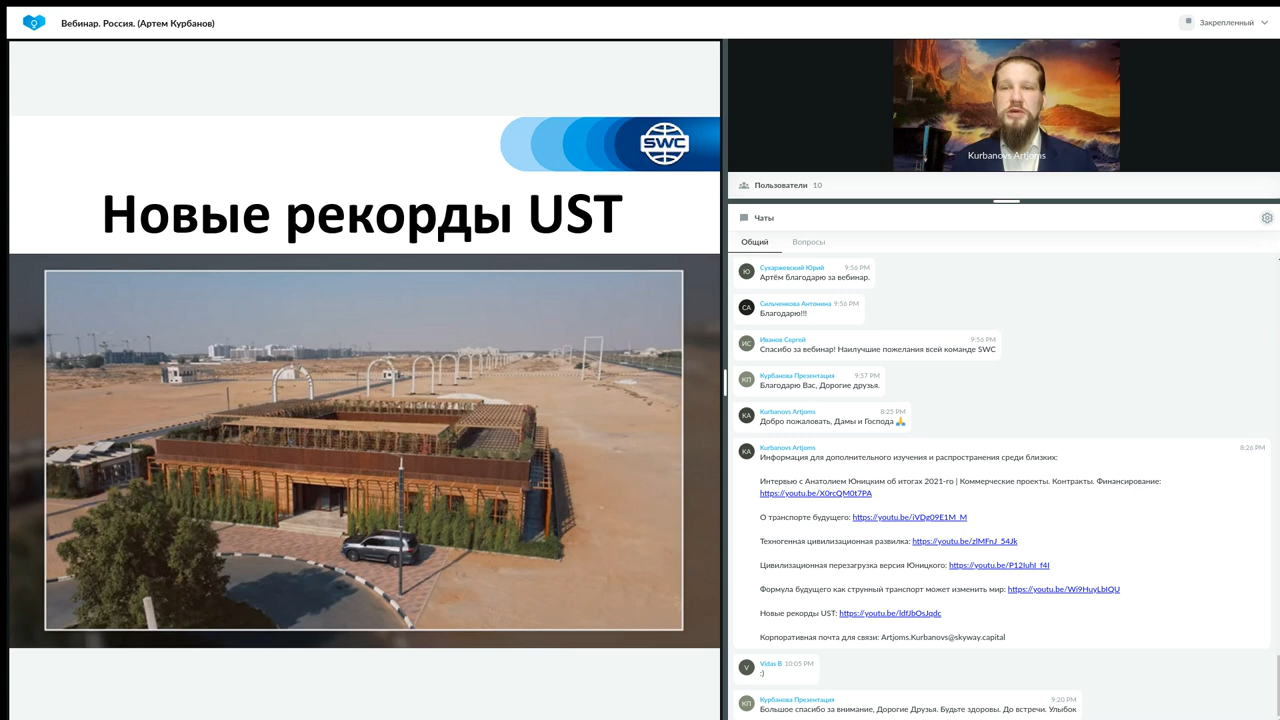 Вебинар. Россия. (Артем Курбанов)
Закрепленный
SWC
Новые рекорды UST
Kurbanovs Artjoms
Пользователи 10
Чаты
Общий Вопросы
Ю
Сухаржевский Юрий 9:56 PM
Артём благодарю за вебинар.
СА
Сильченкова Антонина 9:56 PM
Благодарю!!!
ИС
Иванов Сергей 9:56 PM
Спасибо за вебинар! Наилучшие пожелания всей команде SWC
КП
Курбанова Презентация 9:57 PM
Благодарю Вас, Дорогие друзья.
KA
Kurbanovs Artjoms 8:25 PM
Добро пожаловать, Дамы и Господа 🙏
KA
Kurbanovs Artjoms 8:26 PM
Информация для дополнительного изучения и распространения среди близких:
Интервью с Анатолием Юницким об итогах 2021-го | Коммерческие проекты. Контракты. Финансирование:
https://youtu.be/X0rcQM0t7PA
О транспорте будущего: https://youtu.be/iVDg09E1M_M
Техногенная цивилизационная развилка: https://youtu.be/zlMFnJ_54Jk
Цивилизационная перезагрузка версия Юницкого: https://youtu.be/P12IuhI_f4I
Формула будущего как струнный транспорт может изменить мир: https://youtu.be/Wi9HuyLbIQU
Новые рекорды UST: https://youtu.be/ldfJbOsJqdc
Корпоративная почта для связи: Artjoms.Kurbanovs@skyway.capital
V
Vidas B 10:05 PM
:)
КП
Курбанова Презентация 9:20 PM
Большое спасибо за внимание, Дорогие Друзья. Будьте здоровы. До встречи. Улыбок